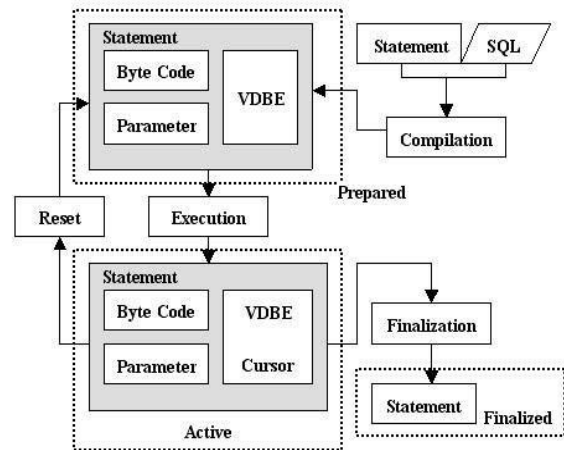 Statement
Byte Code
VDBE
Parameter
Statement
SQL
Compilation
Prepared
Reset
Execution
Statement
Byte Code
VDBE
Parameter
Cursor
Active
Finalization
Statement
Finalized